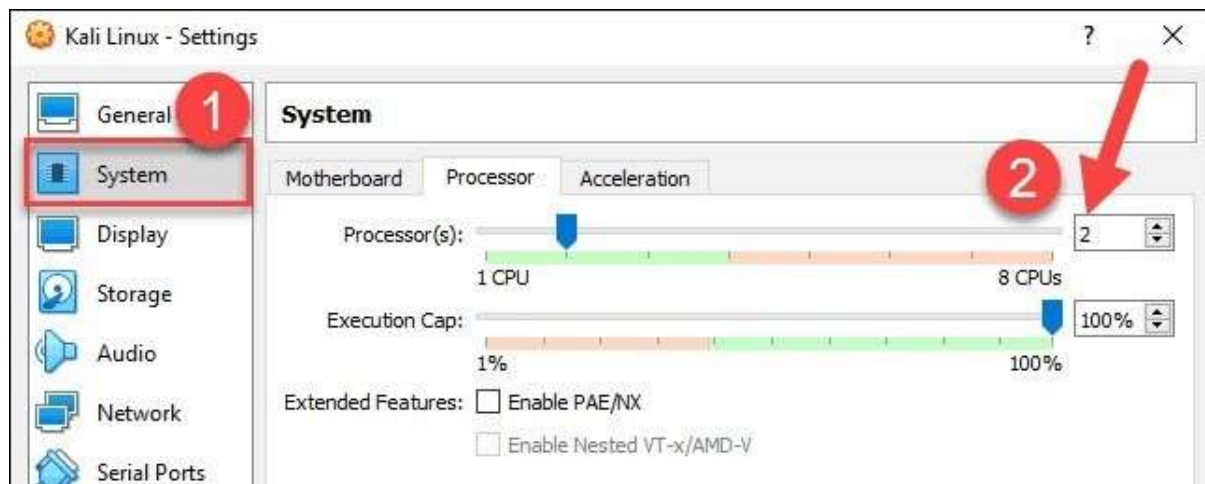 Kali Linux - Settings ? ×
1
General
System
Display
Storage
Audio
Network
Serial Ports
System
Motherboard Processor Acceleration
2
Processor(s): 2
1 CPU 8 CPUs
Execution Cap: 100%
1% 100%
Extended Features: Enable PAE/NX
Enable Nested VT-x/AMD-V